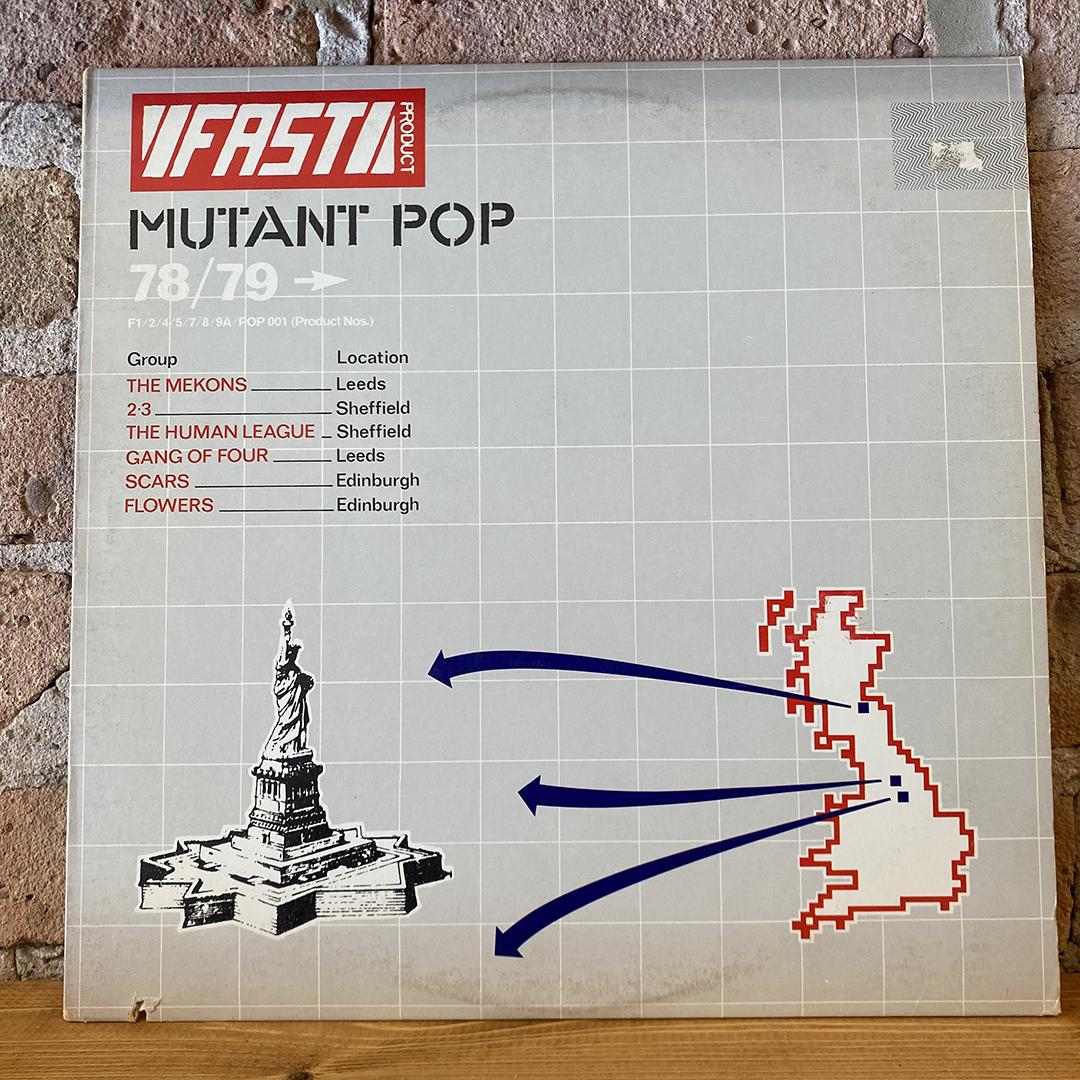 FAST PRODUCT
MUTANT POP
78/79
F1/2/4/5/7/8/9A/POP 001 (Product Nos.)
Group Location
THE MEKONS Leeds
2·3 Sheffield
THE HUMAN LEAGUE Sheffield
GANG OF FOUR Leeds
SCARS Edinburgh
FLOWERS Edinburgh